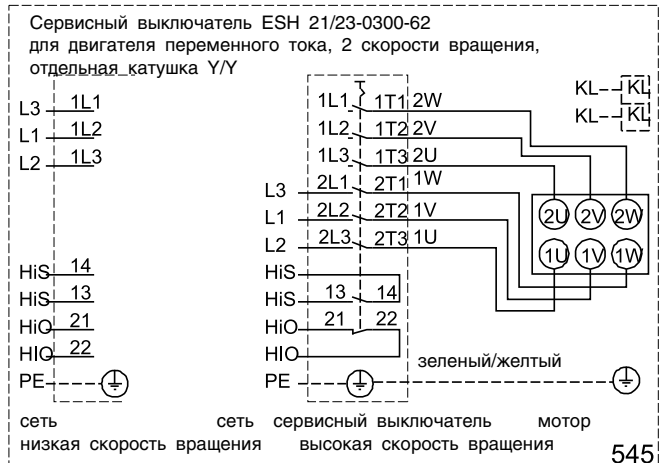 Сервисный выключатель ESH 21/23-0300-62
для двигателя переменного тока, 2 скорости вращения,
отдельная катушка Y/Y
KL KL
KL KL
L3 1L1
L1 1L2
L2 1L3
1L1 1T1 2W
1L2 1T2 2V
1L3 1T3 2U
L3 2L1 2T1 1W
L1 2L2 2T2 1V
L2 2L3 2T3 1U
2U 2V 2W
1U 1V 1W
HiS 14
HiS 13
HiO 21
HIO 22
PE
HiS
HiS 13 14
HiO 21 22
HIO
PE
зеленый/желтый
сеть сеть сервисный выключатель мотор
низкая скорость вращения высокая скорость вращения
545